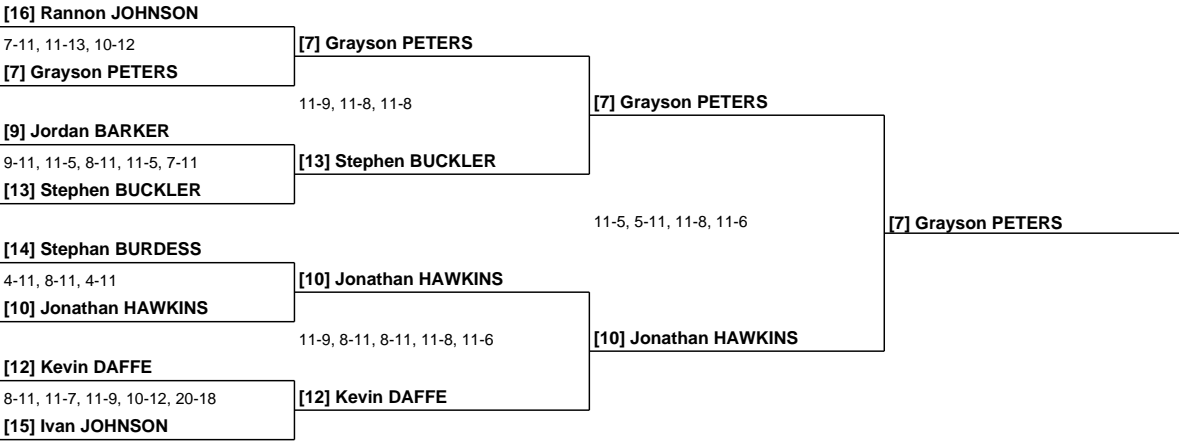 [16] Rannon JOHNSON
7-11, 11-13, 10-12
[7] Grayson PETERS
[7] Grayson PETERS
11-9, 11-8, 11-8
[7] Grayson PETERS
[9] Jordan BARKER
9-11, 11-5, 8-11, 11-5, 7-11
[13] Stephen BUCKLER
[13] Stephen BUCKLER
11-5, 5-11, 11-8, 11-6
[7] Grayson PETERS
[14] Stephan BURDESS
4-11, 8-11, 4-11
[10] Jonathan HAWKINS
[10] Jonathan HAWKINS
11-9, 8-11, 8-11, 11-8, 11-6
[10] Jonathan HAWKINS
[12] Kevin DAFFE
8-11, 11-7, 11-9, 10-12, 20-18
[12] Kevin DAFFE
[15] Ivan JOHNSON